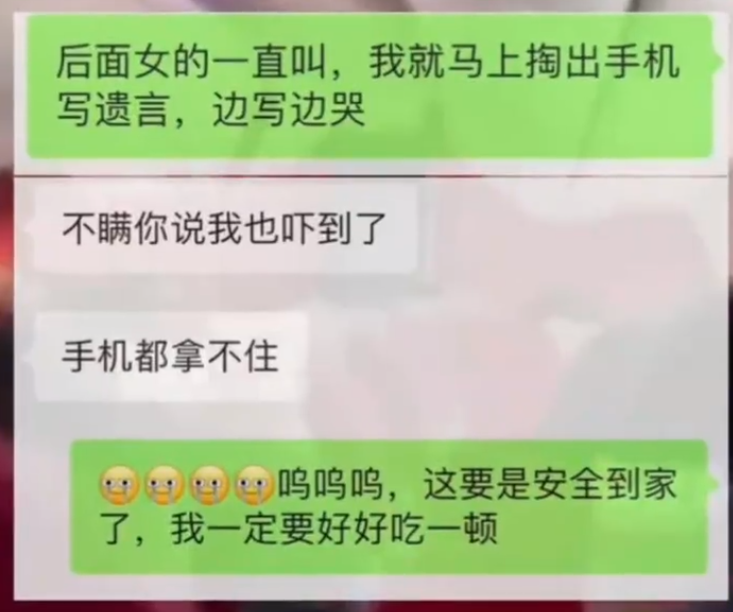 后面女的一直叫，我就马上掏出手机
写遗言，边写边哭
不瞒你说我也吓到了
手机都拿不住
😭😭😭😭呜呜呜，这要是安全到家
了，我一定要好好吃一顿